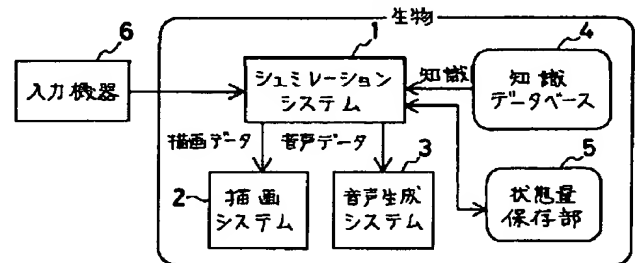 生物
6
入力機器
1
シュミレーション
システム
知識
4
知識
データベース
描画データ
音声データ
2
描画
システム
3
音声生成
システム
5
状態量
保存部